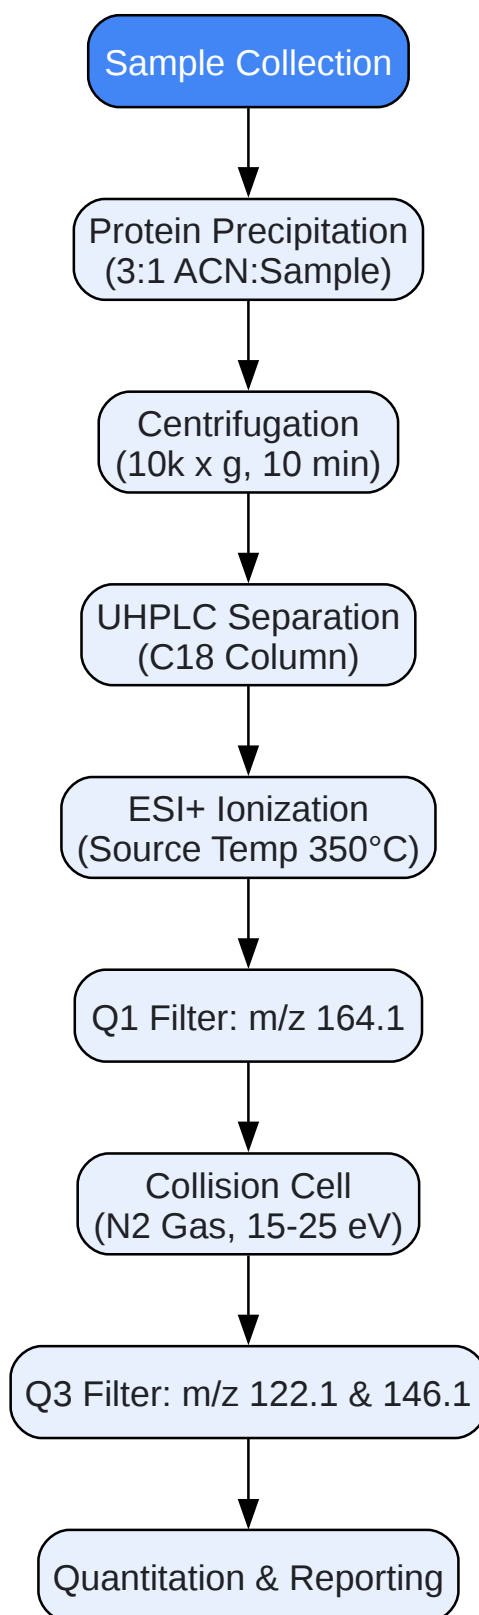 Sample Collection
Protein Precipitation
(3:1 ACN:Sample)
Centrifugation
(10k x g, 10 min)
UHPLC Separation
(C18 Column)
ESI+ Ionization
(Source Temp 350°C)
Q1 Filter: m/z 164.1
Collision Cell
(N2 Gas, 15-25 eV)
Q3 Filter: m/z 122.1 & 146.1
Quantitation & Reporting